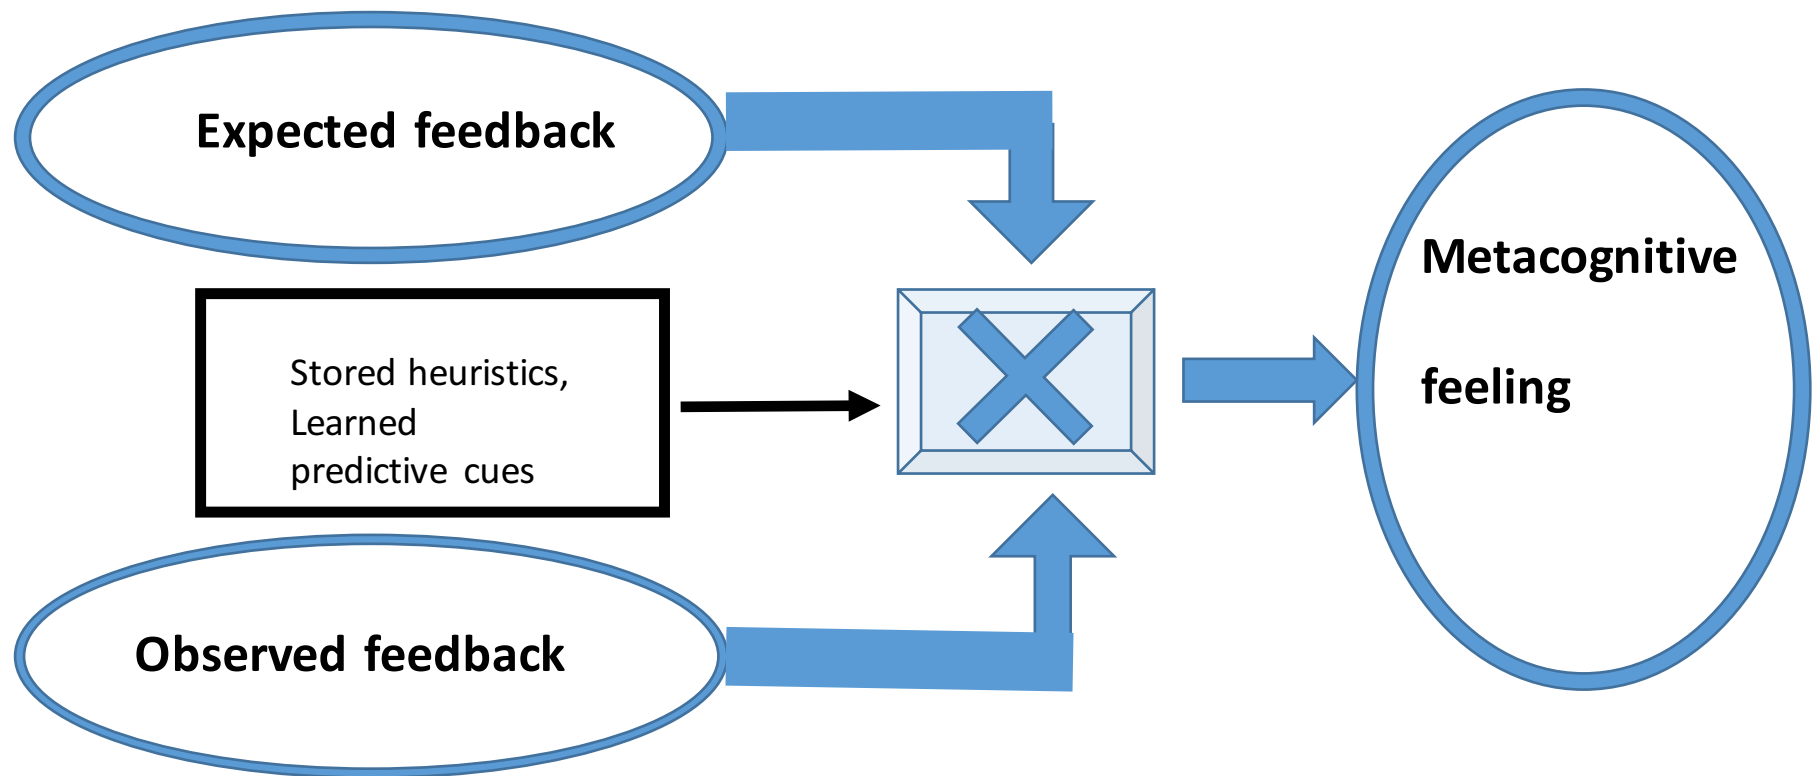 Expected feedback
Stored heuristics,
Learned
predictive cues
Observed feedback
Metacognitive
feeling